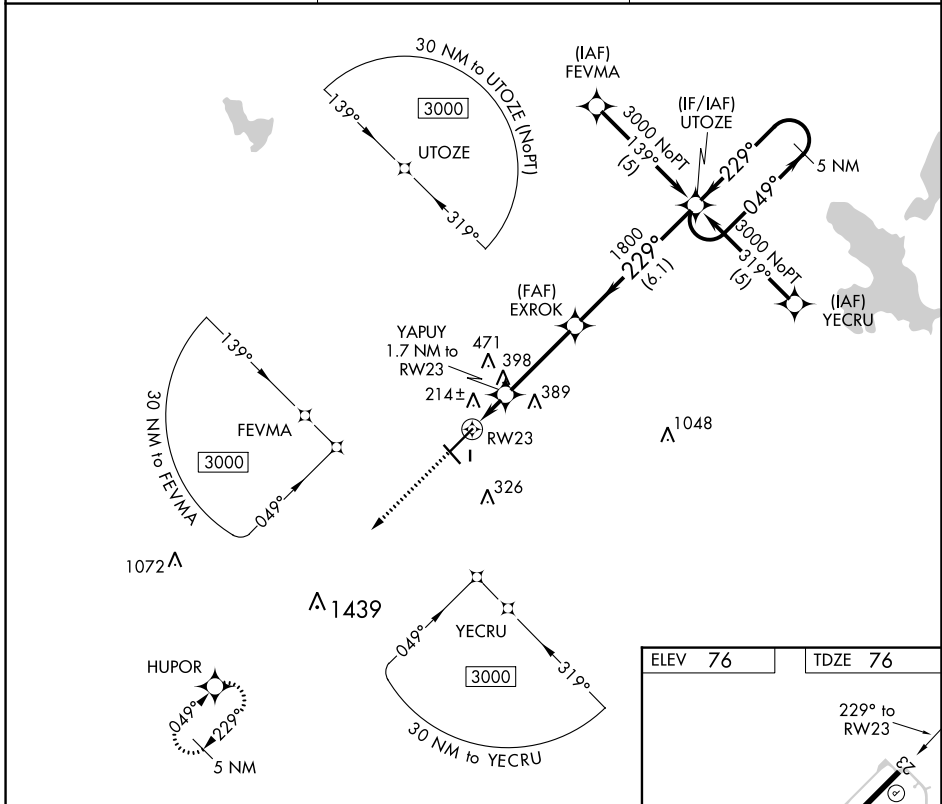 30 NM to UTOZE (NoPT)
139°
3000
UTOZE
319°
(IAF)
FEVMA
3000 NoPT
139°
(5)
(IF/IAF)
UTOZE
229°
049°
5 NM
3000 NoPT
319°
(5)
(IAF)
YECRU
1800
229°
(6.1)
(FAF)
EXROK
YAPUY
1.7 NM to
RW23
471
398
214±
389
RW23
1048
326
139°
FEVMA
30 NM to FEVMA
3000
049°
1072
1439
YECRU
049°
3000
319°
30 NM to YECRU
HUPOR
049°
229°
5 NM
ELEV 76
TDZE 76
229° to
RW23
23
P